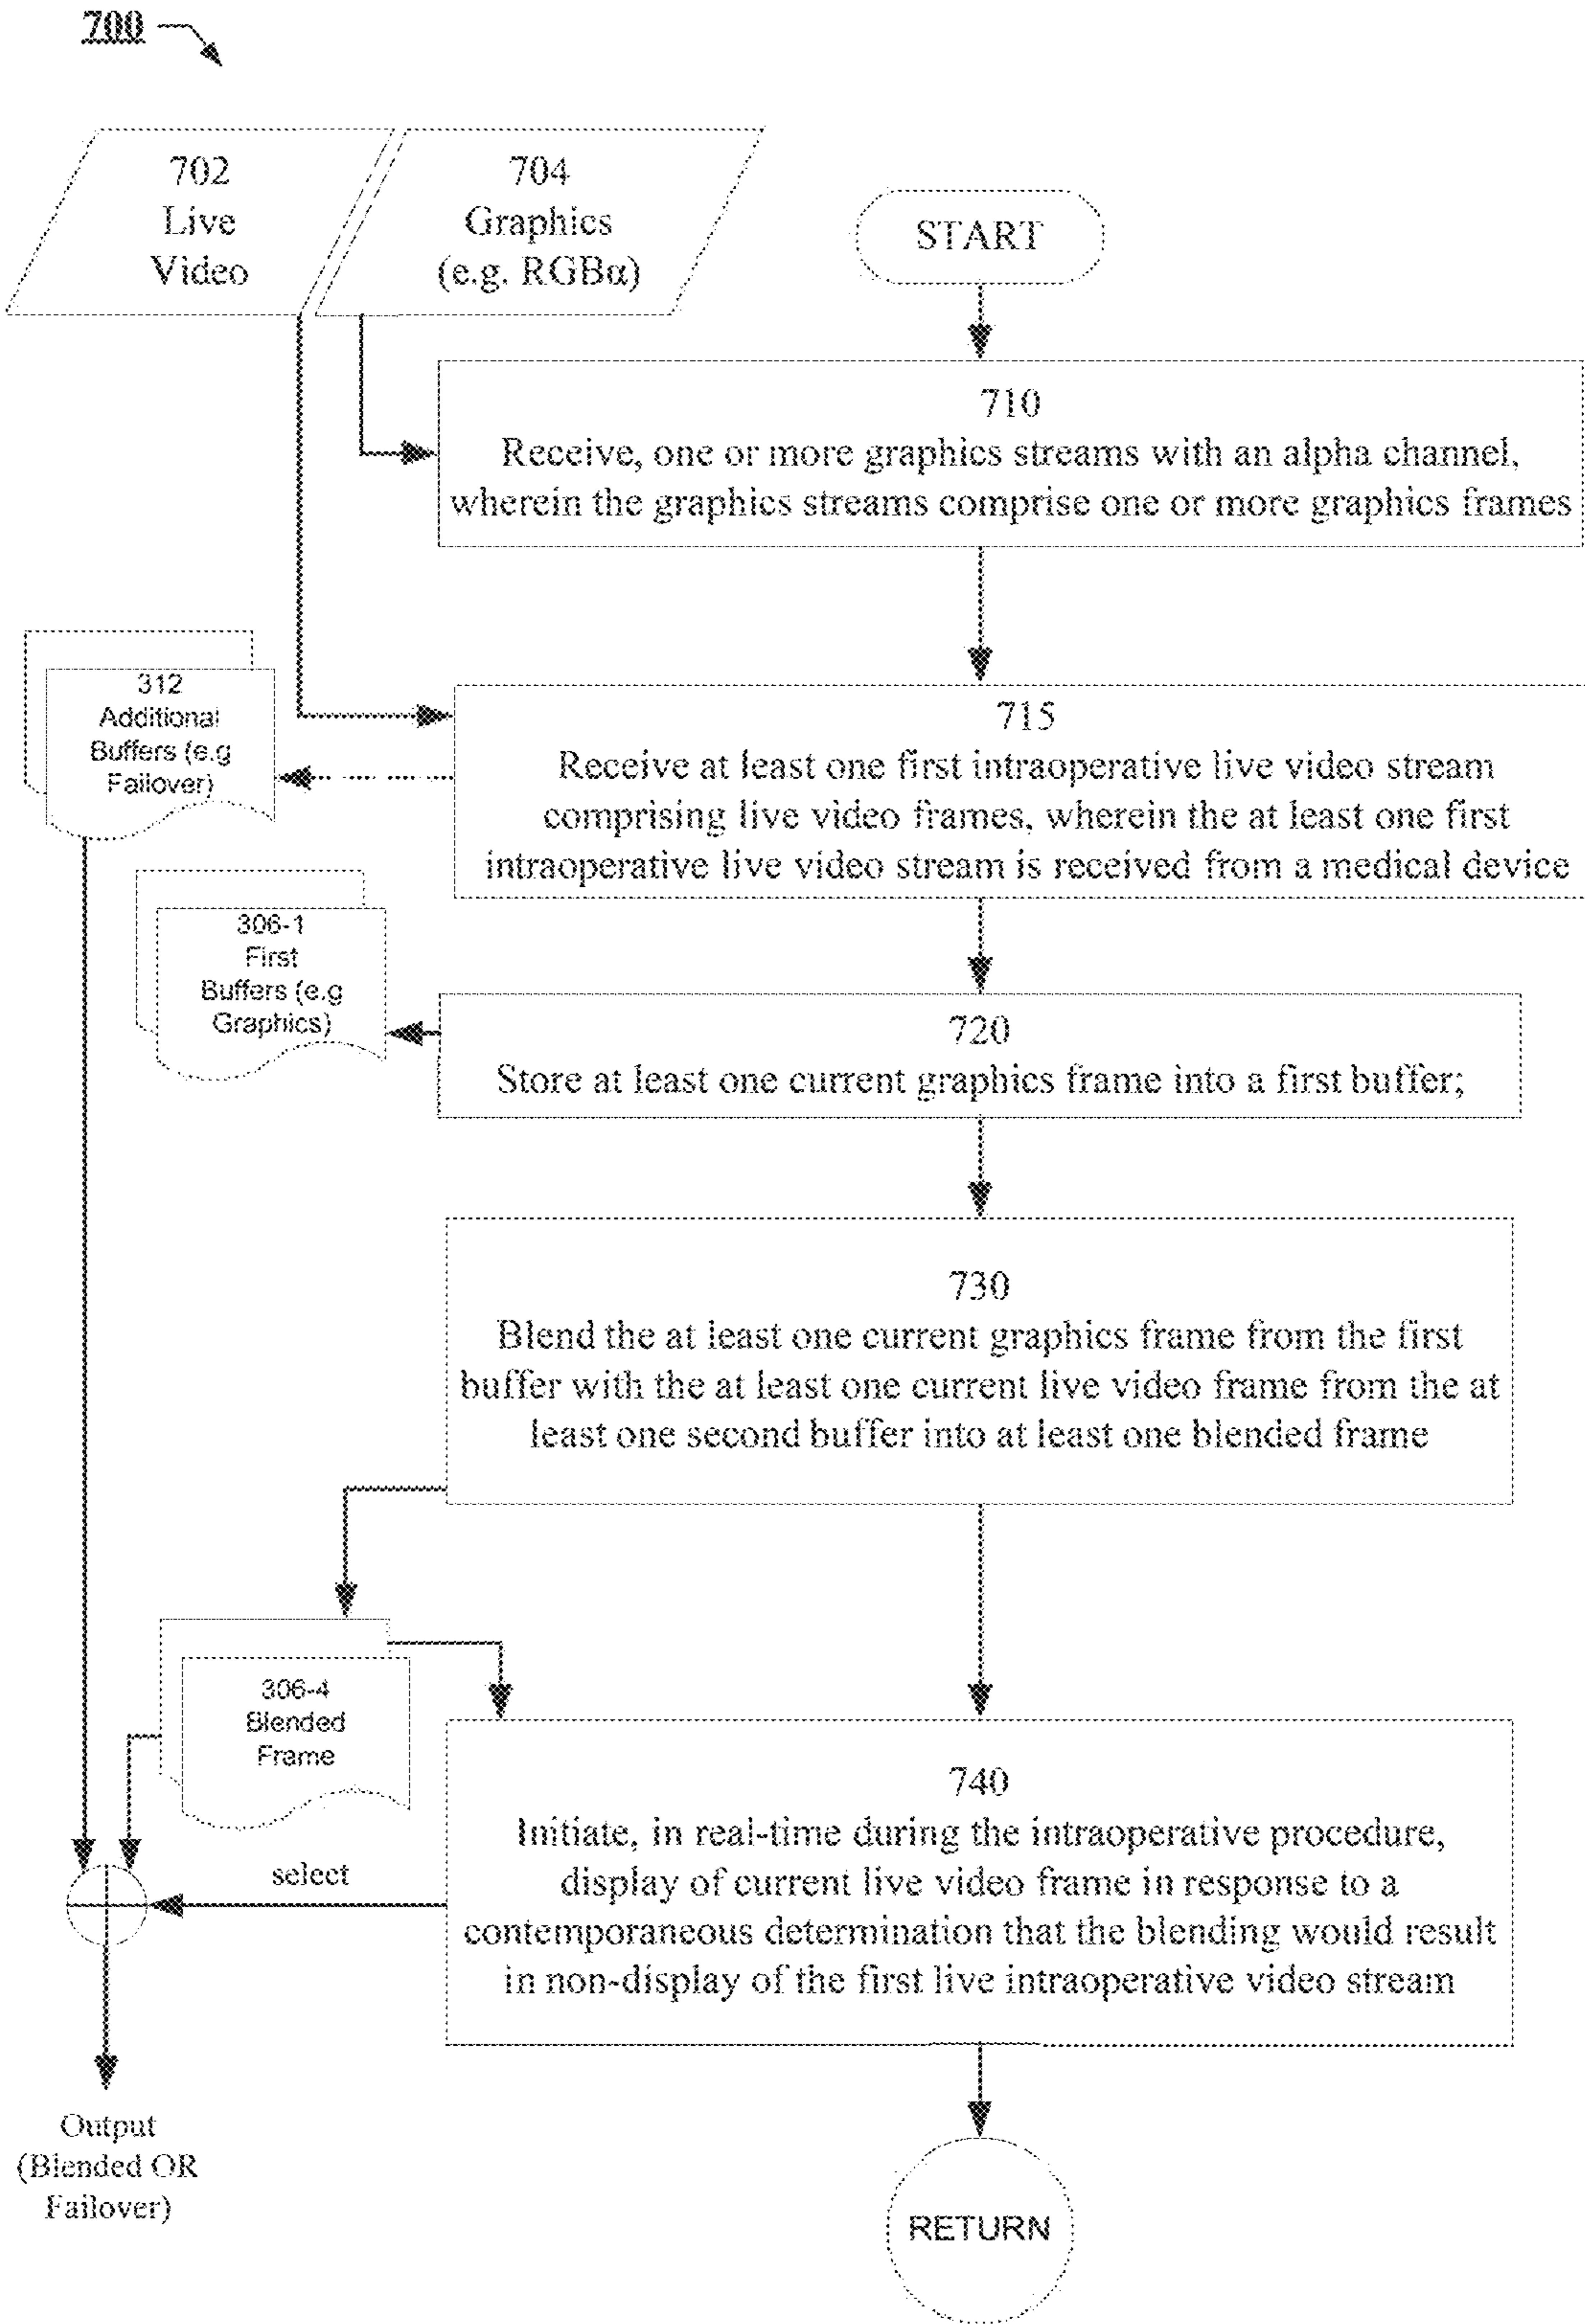 700
702
Live
Video
704
Graphics
(e.g. RGBα)
START
710
Receive, one or more graphics streams with an alpha channel,
wherein the graphics streams comprise one or more graphics frames
312
Additional
Buffers (e.g
Failover)
715
Receive at least one first intraoperative live video stream
comprising live video frames, wherein the at least one first
intraoperative live video stream is received from a medical device
306-1
First
Buffers (e.g
Graphics)
720
Store at least one current graphics frame into a first buffer;
730
Blend the at least one current graphics frame from the first
buffer with the at least one current live video frame from the at
least one second buffer into at least one blended frame
306-4
Blended
Frame
740
Initiate, in real-time during the intraoperative procedure,
display of current live video frame in response to a
contemporaneous determination that the blending would result
in non-display of the first live intraoperative video stream
select
Output
(Blended OR
Failover)
RETURN